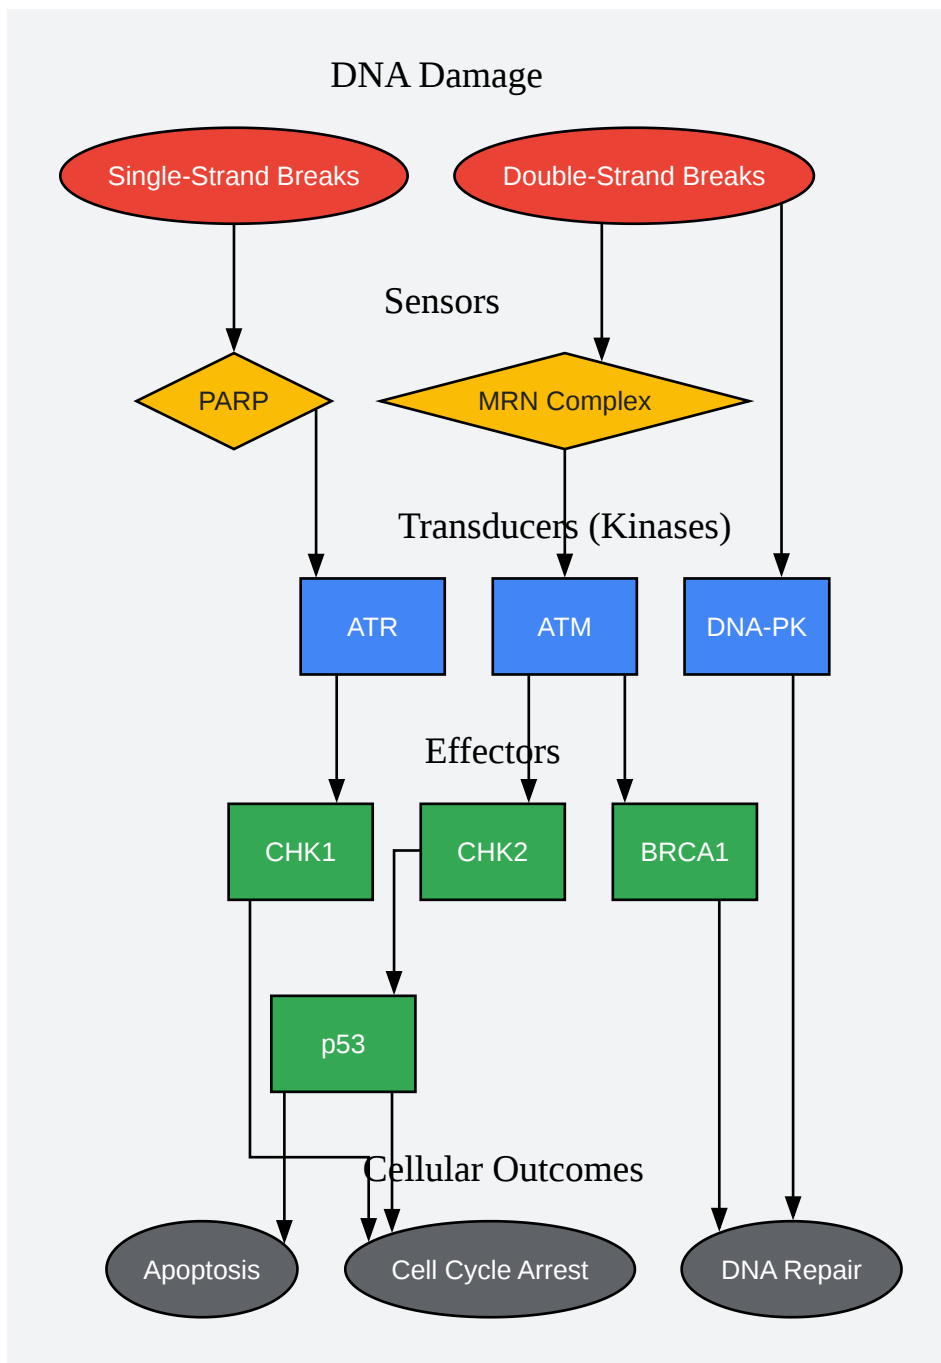 DNA Damage
Single-Strand Breaks
Double-Strand Breaks
Sensors
PARP
MRN Complex
Transducers (Kinases)
ATR
ATM
DNA-PK
Effectors
CHK1
CHK2
BRCA1
p53
Cellular Outcomes
Apoptosis
Cell Cycle Arrest
DNA Repair